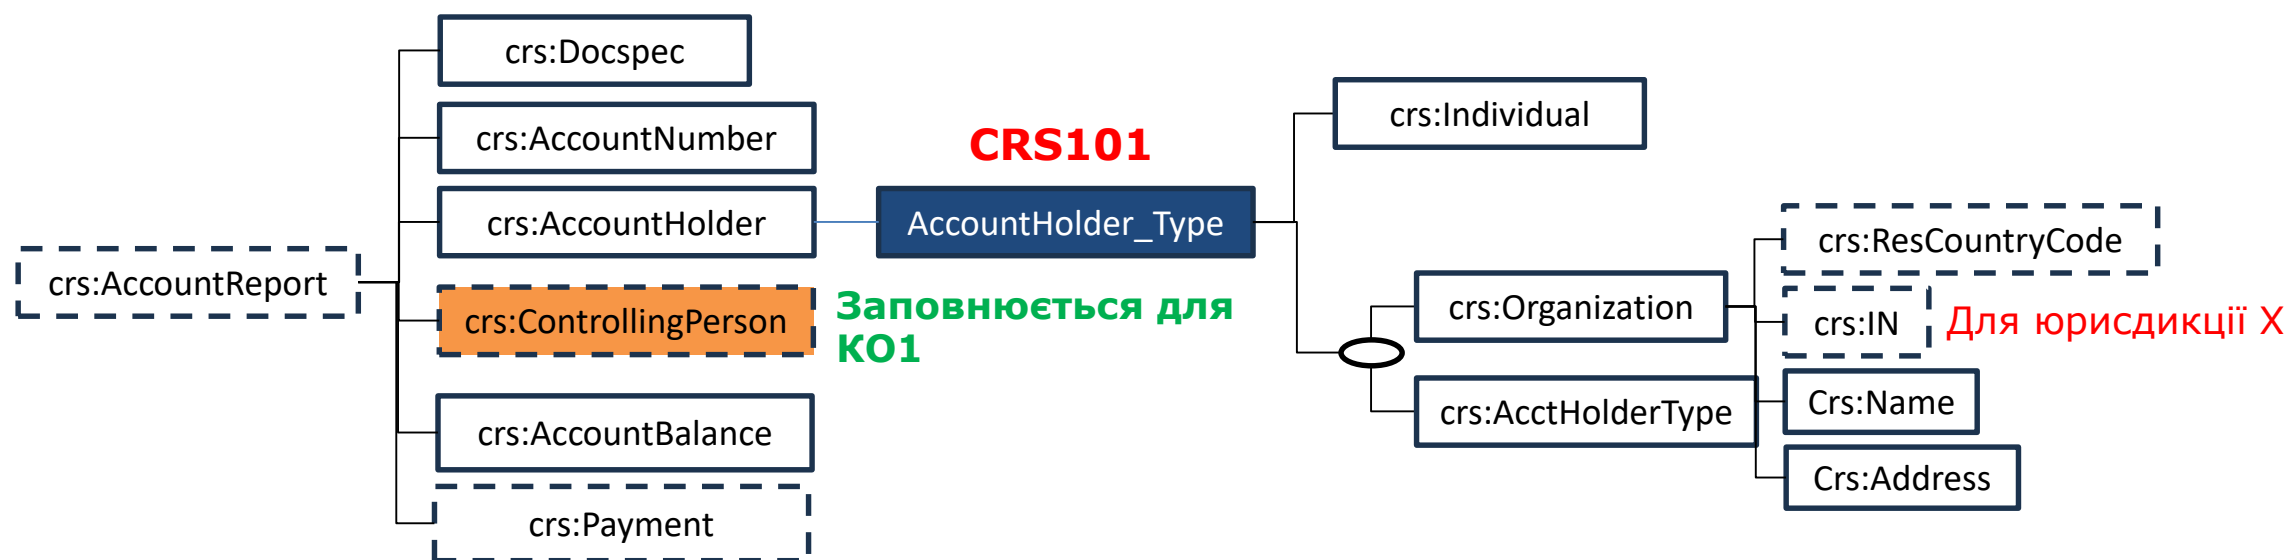 crs:AccountReport
crs:Docspec
crs:AccountNumber
crs:AccountHolder
crs:ControllingPerson
crs:AccountBalance
crs:Payment
CRS101
AccountHolder_Type
Заповнюється для
КО1
crs:Individual
crs:Organization
crs:AcctHolderType
crs:ResCountryCode
crs:IN
Для юрисдикції X
Crs:Name
Crs:Address